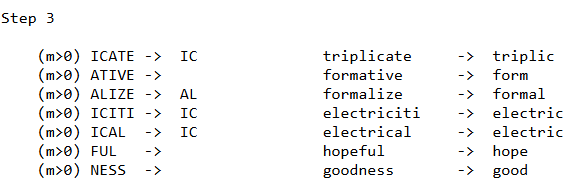 Step 3
(m>0) ICATE -> IC triplicate -> triplic
(m>0) ATIVE -> formative -> form
(m>0) ALIZE -> AL formalize -> formal
(m>0) ICITI -> IC electriciti -> electric
(m>0) ICAL -> IC electrical -> electric
(m>0) FUL -> hopeful -> hope
(m>0) NESS -> goodness -> good